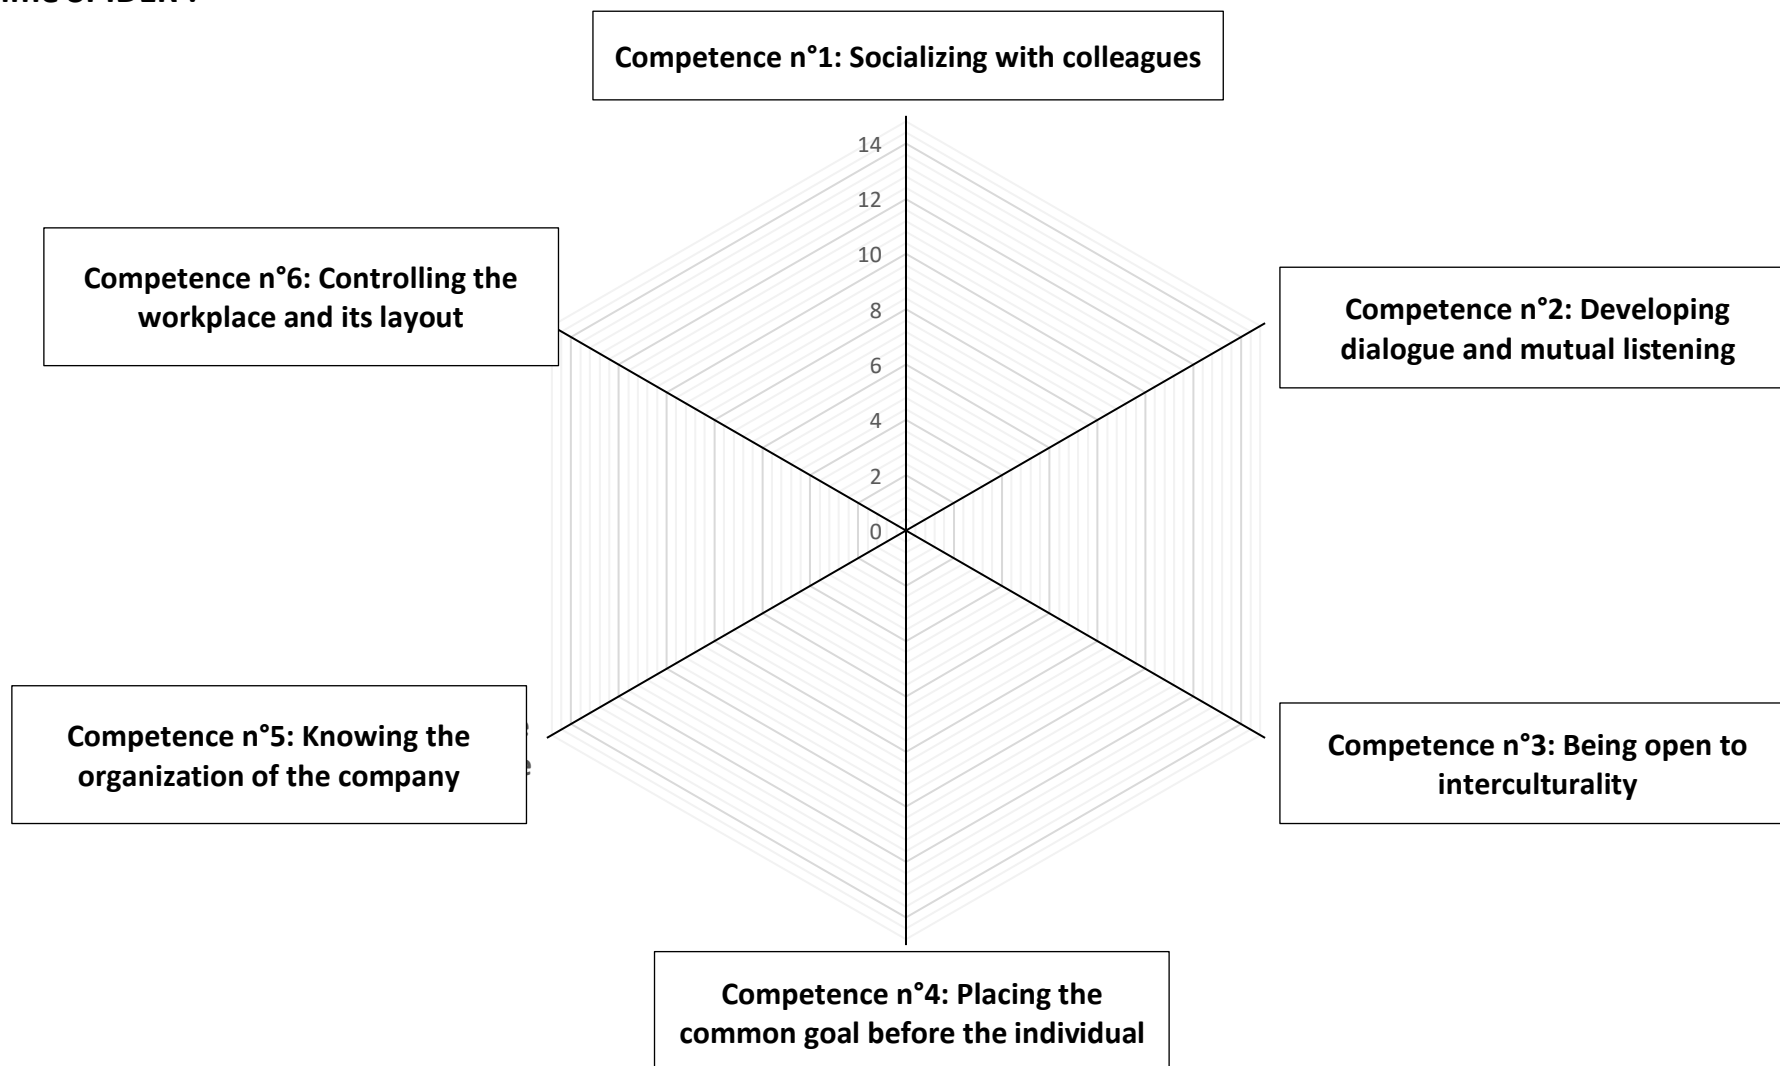 Competence n°1: Socializing with colleagues
14
12
10
8
6
4
2
0
Competence n°6: Controlling the
workplace and its layout
Competence n°2: Developing
dialogue and mutual listening
Competence n°5: Knowing the
organization of the company
Competence n°3: Being open to
interculturality
Competence n°4: Placing the
common goal before the individual